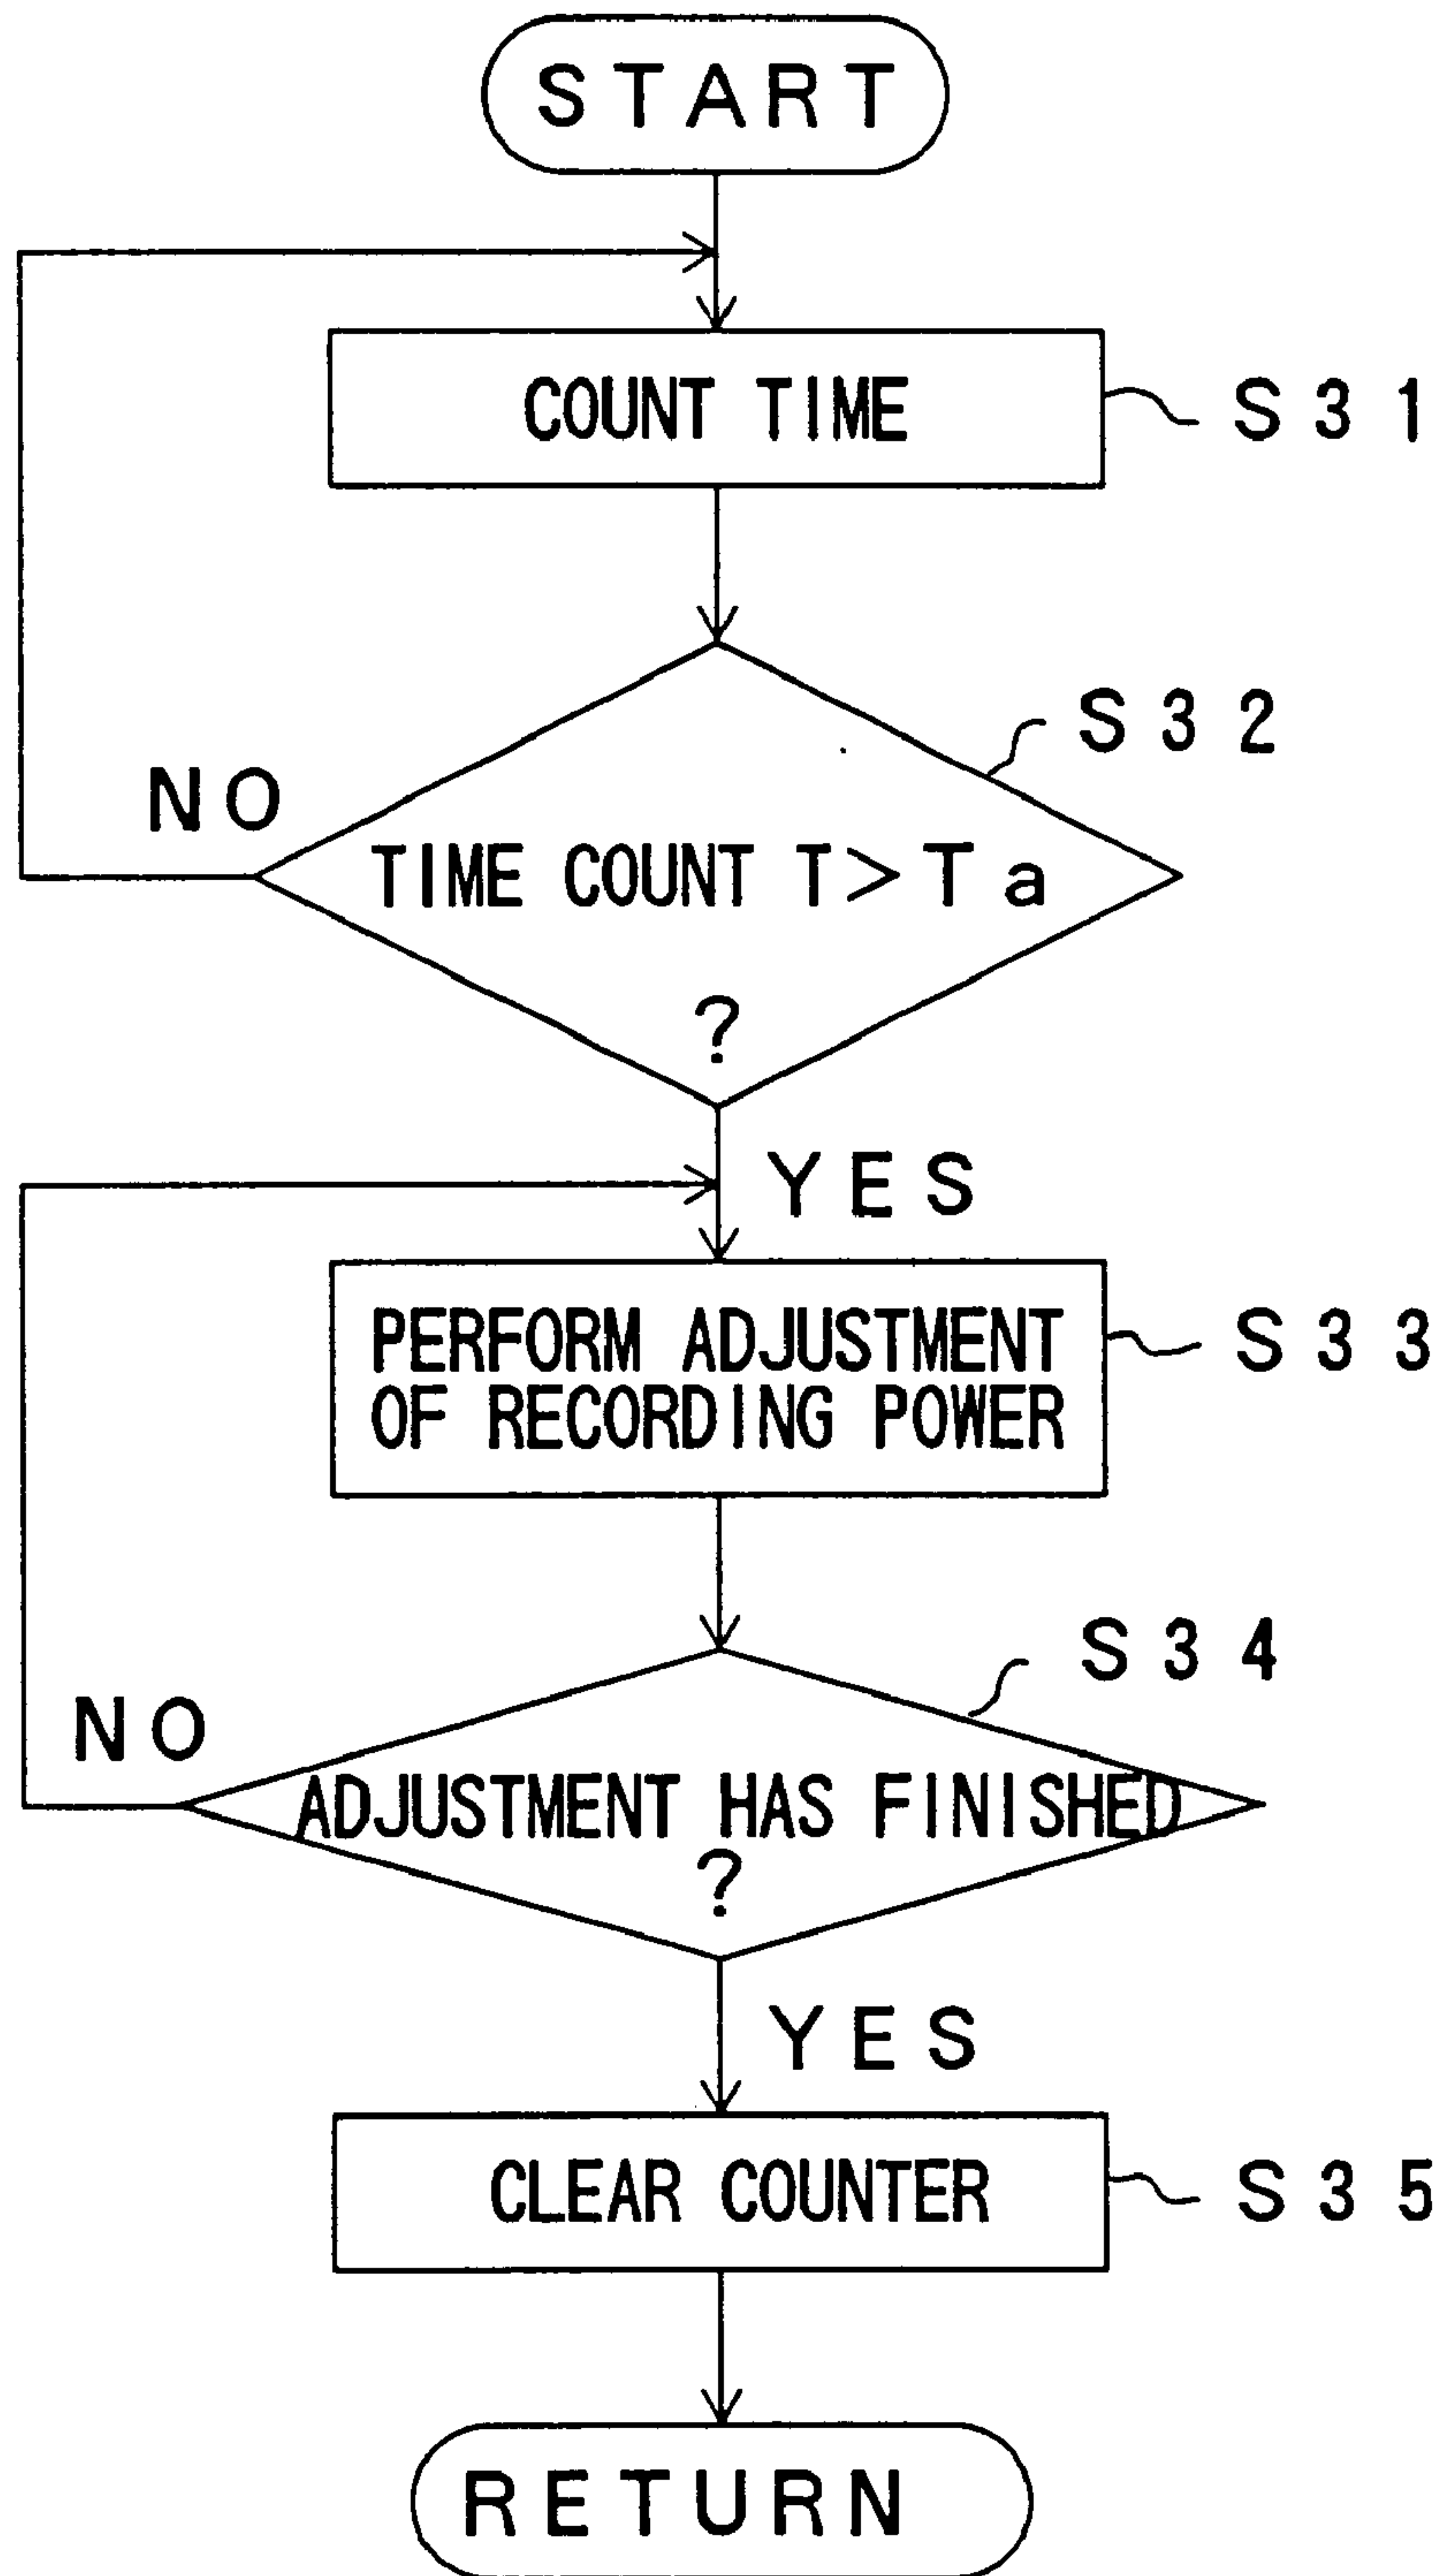 START
COUNT TIME
S31
S32
NO
TIME COUNT T>Ta
?
YES
PERFORM ADJUSTMENT
OF RECORDING POWER
S33
S34
NO
ADJUSTMENT HAS FINISHED
?
YES
CLEAR COUNTER
S35
RETURN